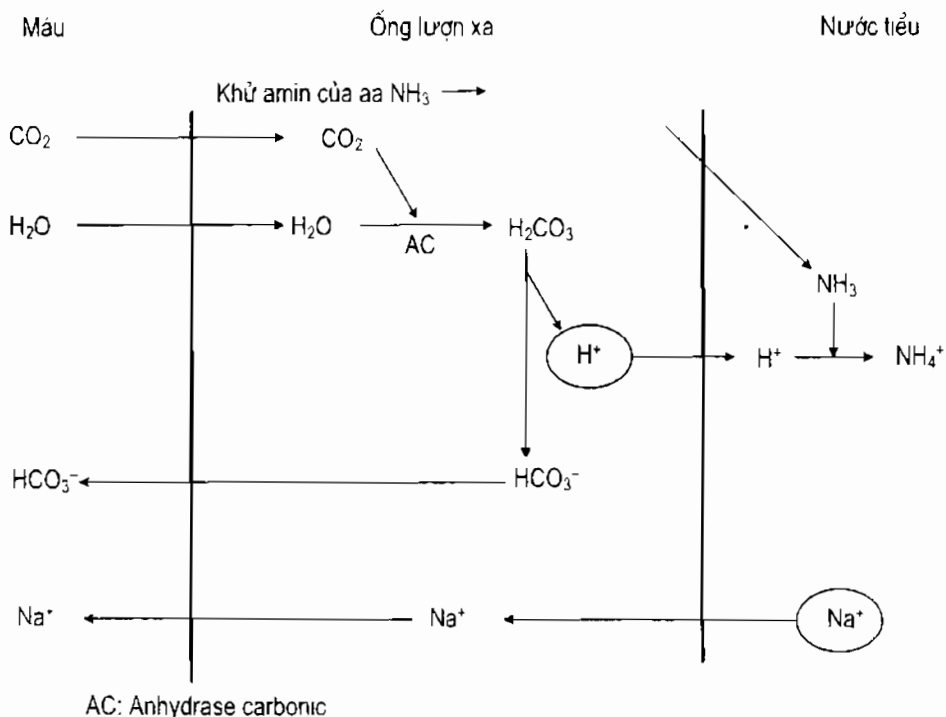 Máu Ống lượn xa Nước tiểu
Khử amin của aa NH₃
CO₂ CO₂
H₂O H₂O AC H₂CO₃
NH₃
H⁺ H⁺ NH₄⁺
HCO₃⁻ HCO₃⁻
Na⁺ Na⁺ Na⁺
AC: Anhydrase carbonic